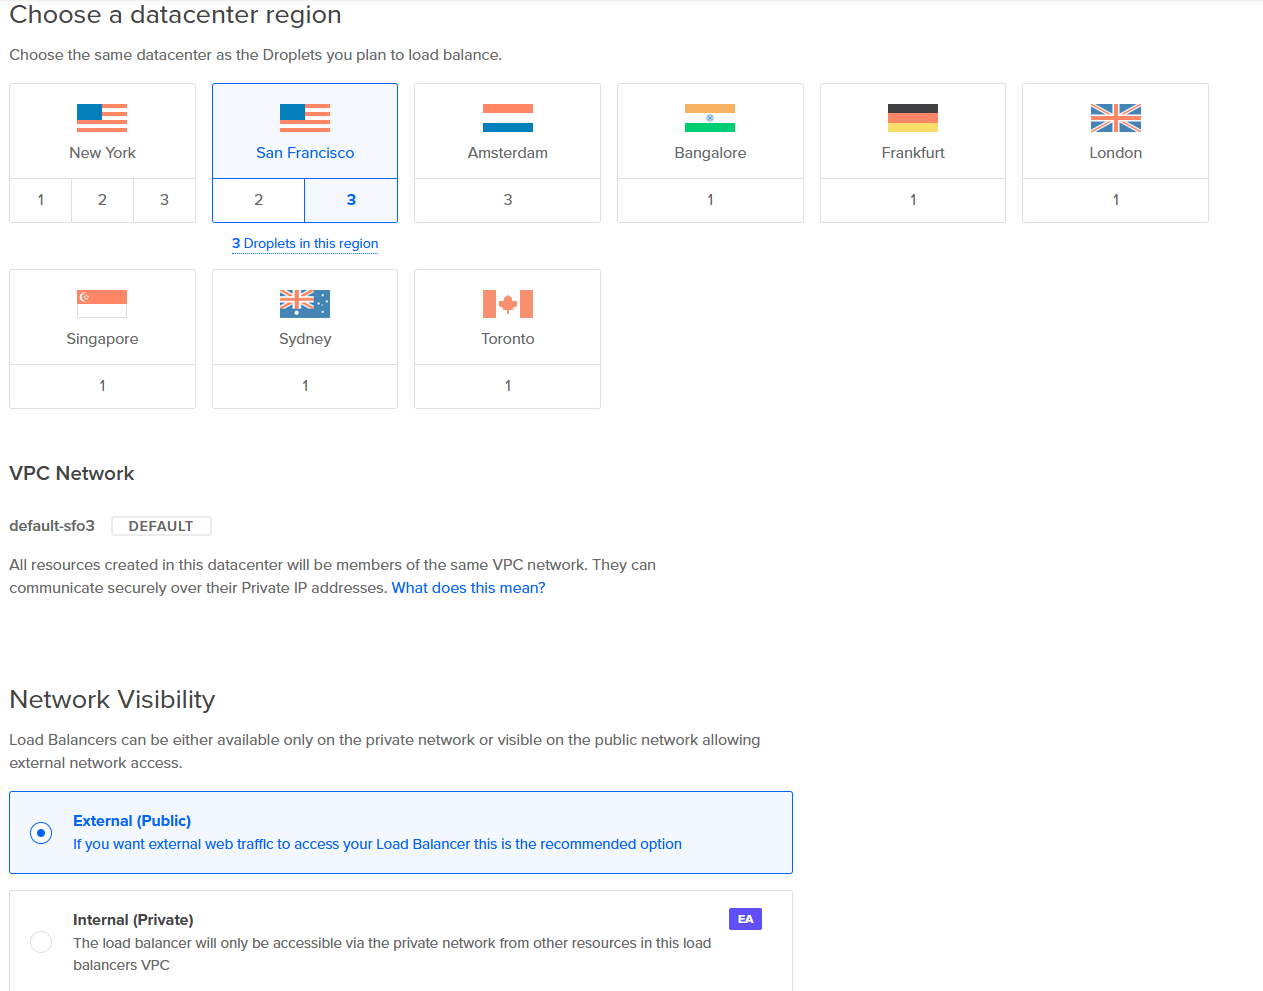 Choose a datacenter region
Choose the same datacenter as the Droplets you plan to load balance.
New York
San Francisco
Amsterdam
Bangalore
Frankfurt
London
1 2 3
2 3
3
1
1
1
3 Droplets in this region
Singapore
Sydney
Toronto
1
1
1
VPC Network
default-sfo3 DEFAULT
All resources created in this datacenter will be members of the same VPC network. They can
communicate securely over their Private IP addresses. What does this mean?
Network Visibility
Load Balancers can be either available only on the private network or visible on the public network allowing
external network access.
External (Public)
If you want external web traffic to access your Load Balancer this is the recommended option
Internal (Private) EA
The load balancer will only be accessible via the private network from other resources in this load
balancers VPC